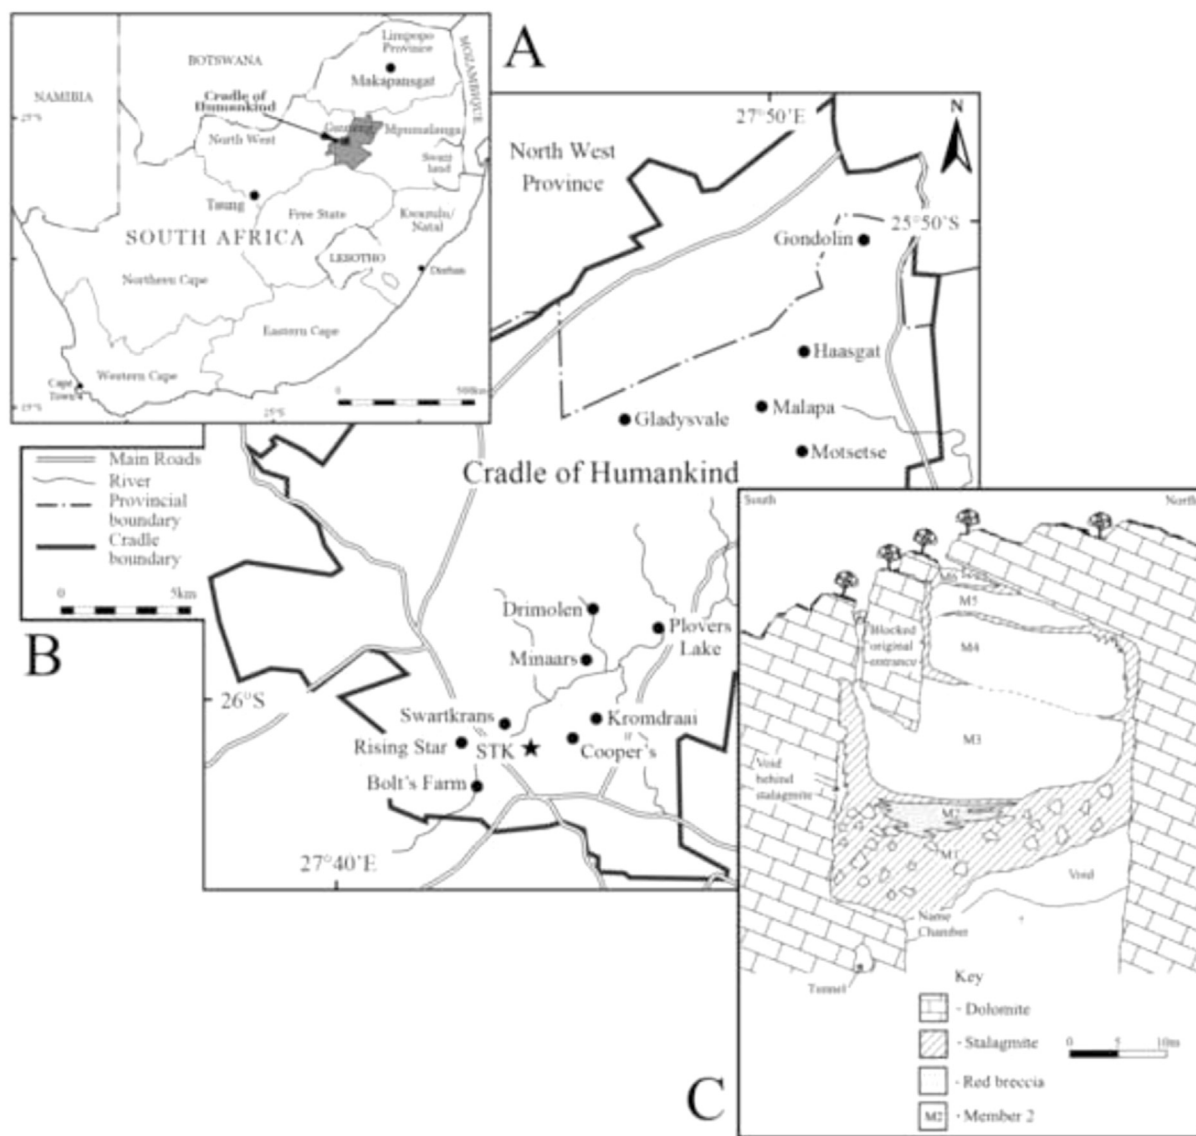 A
Limpopo
Province
Makapansgat
BOTSWANA
MOZAMBIQUE
NAMIBIA
Cradle of
Humankind
25°S
North West
Gauteng
Mpumalanga
Swazi
land
Taung
Free State
Kwazulu/
Natal
SOUTH AFRICA
LESOTHO
Durban
Northern Cape
Eastern Cape
Western Cape
Cape
Town
25°S
0
500km
B
27°50'E
N
North West
Province
25°50'S
Gondolin
Haasgat
Malapa
Gladysvale
Motsetse
Cradle of Humankind
Main Roads
River
Provincial
boundary
Cradle
boundary
0
5km
Drimolen
Plovers
Lake
Minaars
26°S
Swartkrans
Kromdraai
Rising Star
STK
Cooper's
Bolt's Farm
27°40'E
C
South
North
M6
M5
Blocked
original
entrance
M4
M3
Void
behind
stalagmite
M2
M1
Void
Name
Chamber
?
Tunnel
Key
- Dolomite
- Stalagmite
0
5
10m
- Red breccia
M2
- Member 2